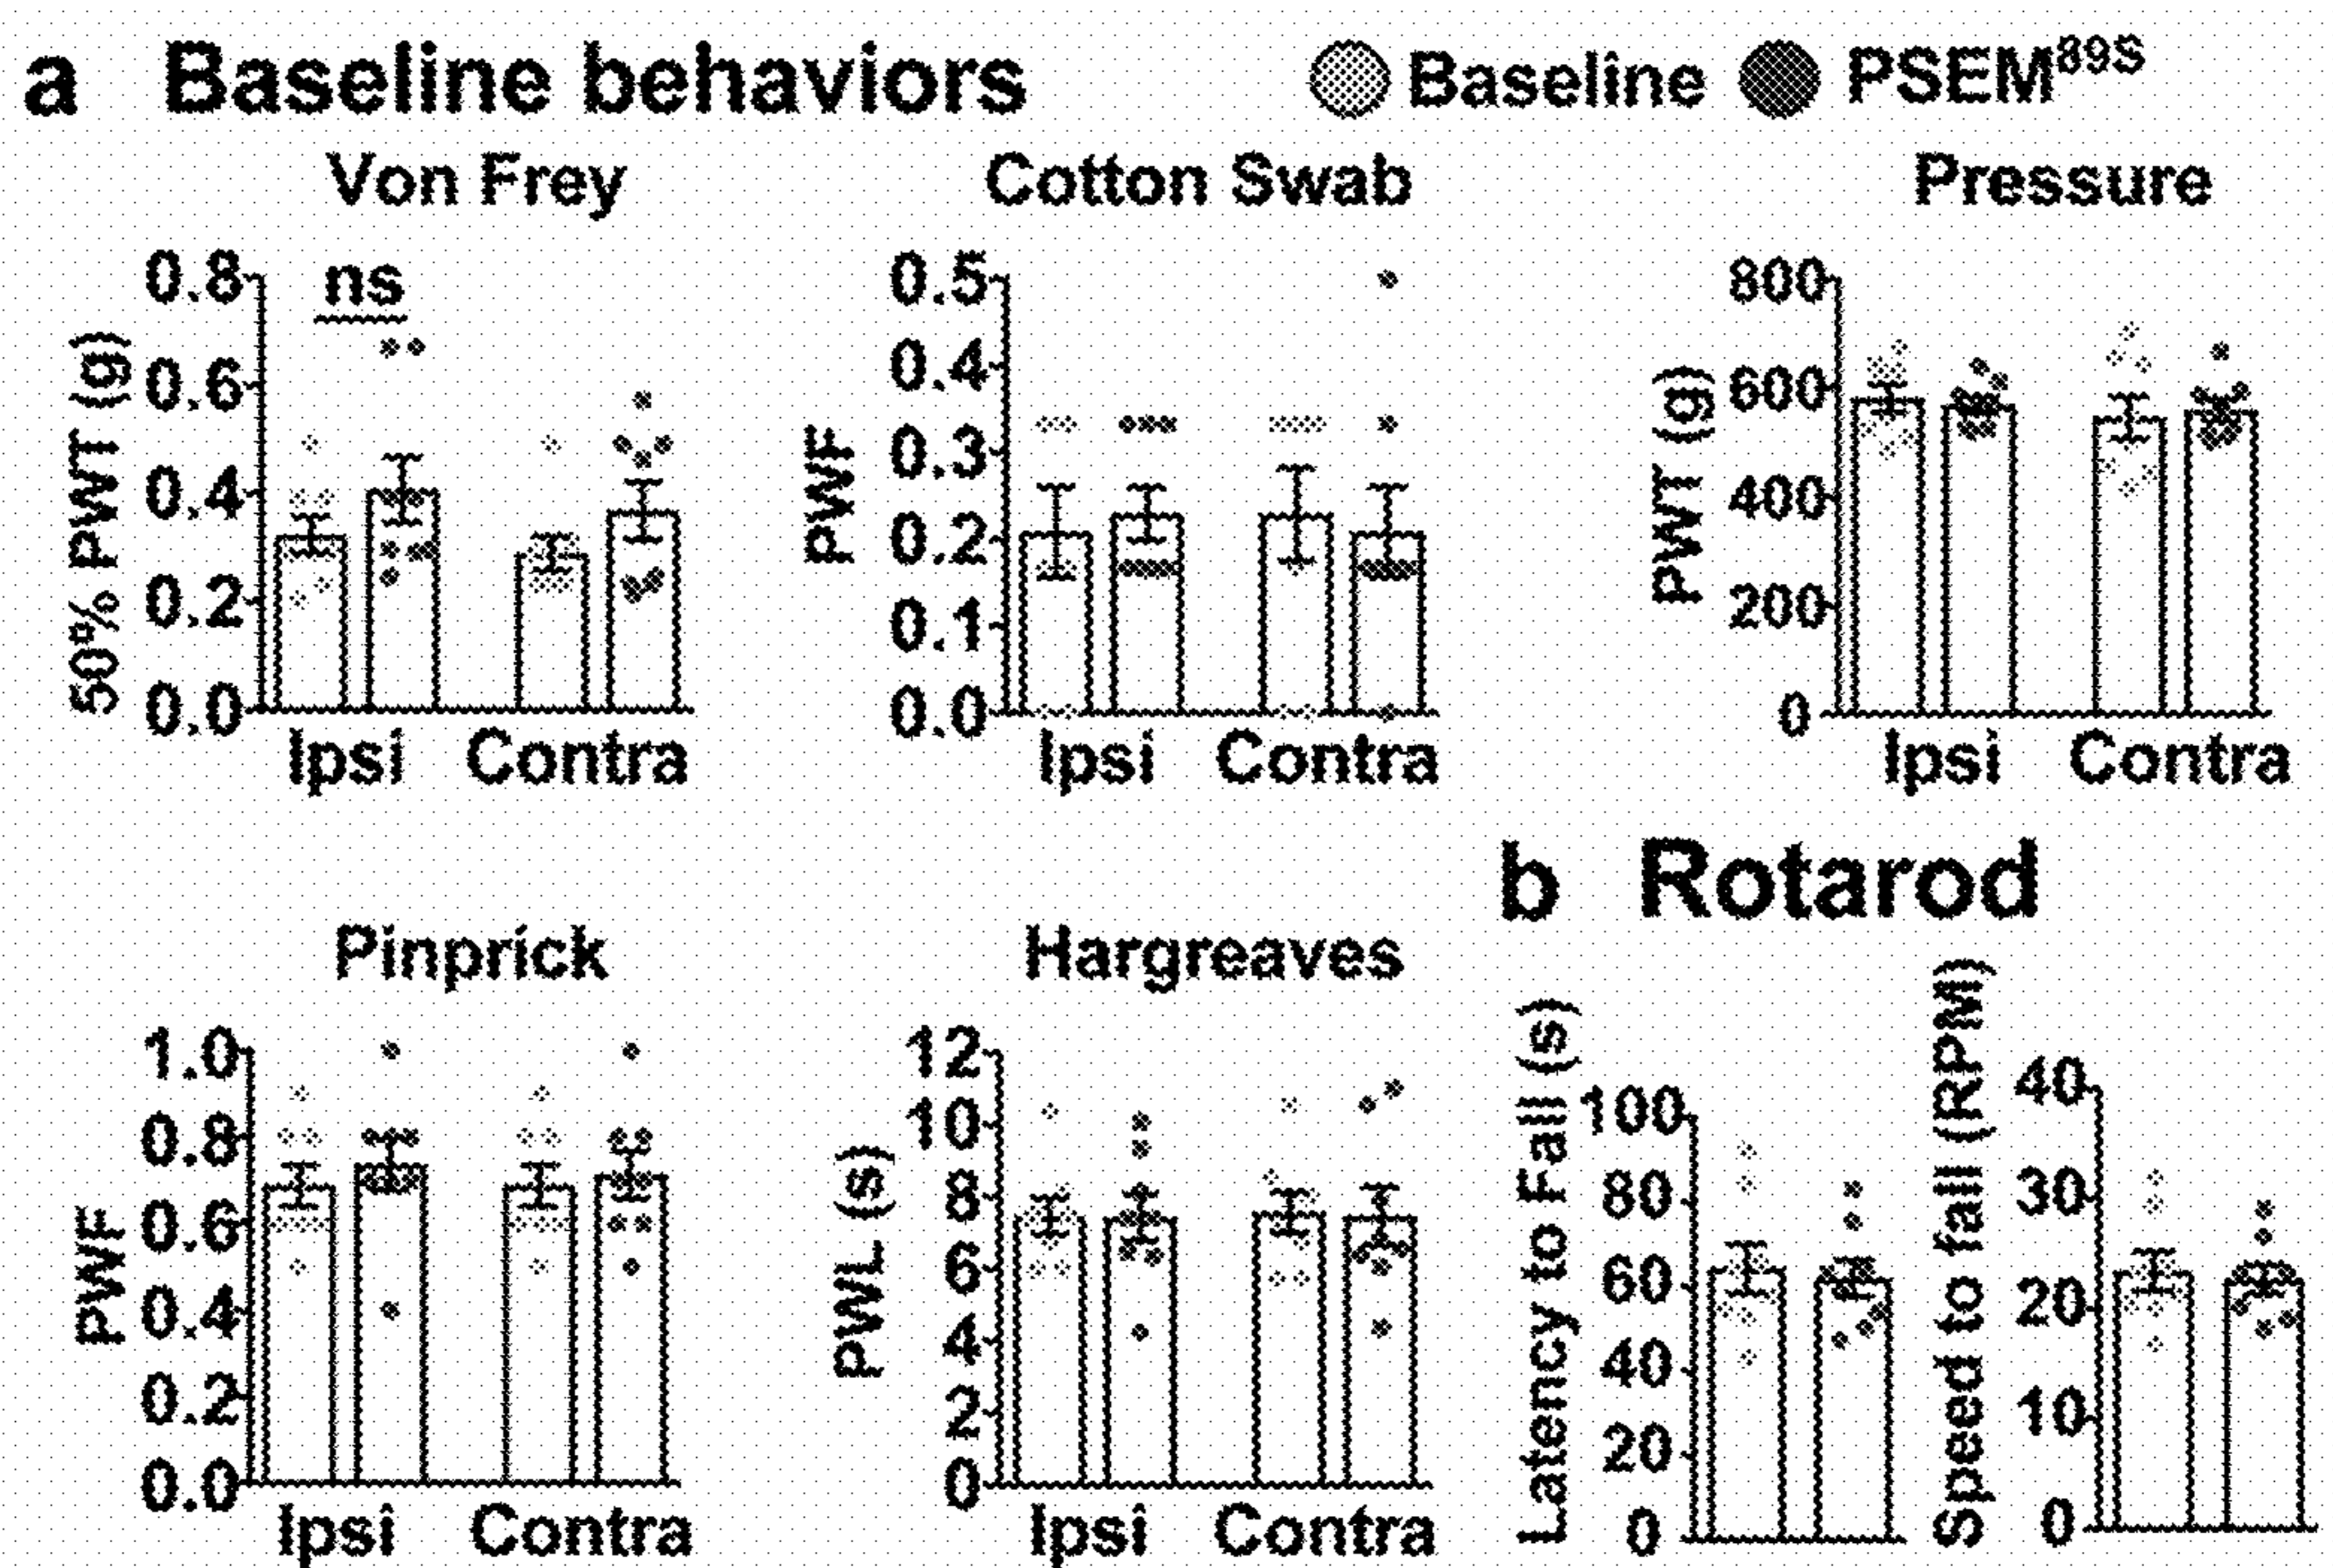 a Baseline behaviors
Baseline PSEM⁸⁹ˢ
Von Frey
50% PWT (g)
0.8
0.6
0.4
0.2
0.0
ns
Ipsi Contra
Cotton Swab
PWF
0.5
0.4
0.3
0.2
0.1
0.0
Ipsi Contra
Pressure
PWT (g)
800
600
400
200
0
Ipsi Contra
Pinprick
PWF
1.0
0.8
0.6
0.4
0.2
0.0
Ipsi Contra
Hargreaves
PWL (s)
12
10
8
6
4
2
0
Ipsi Contra
b Rotarod
Latency to Fall (s)
100
80
60
40
20
0
Speed to fall (RPM)
40
30
20
10
0